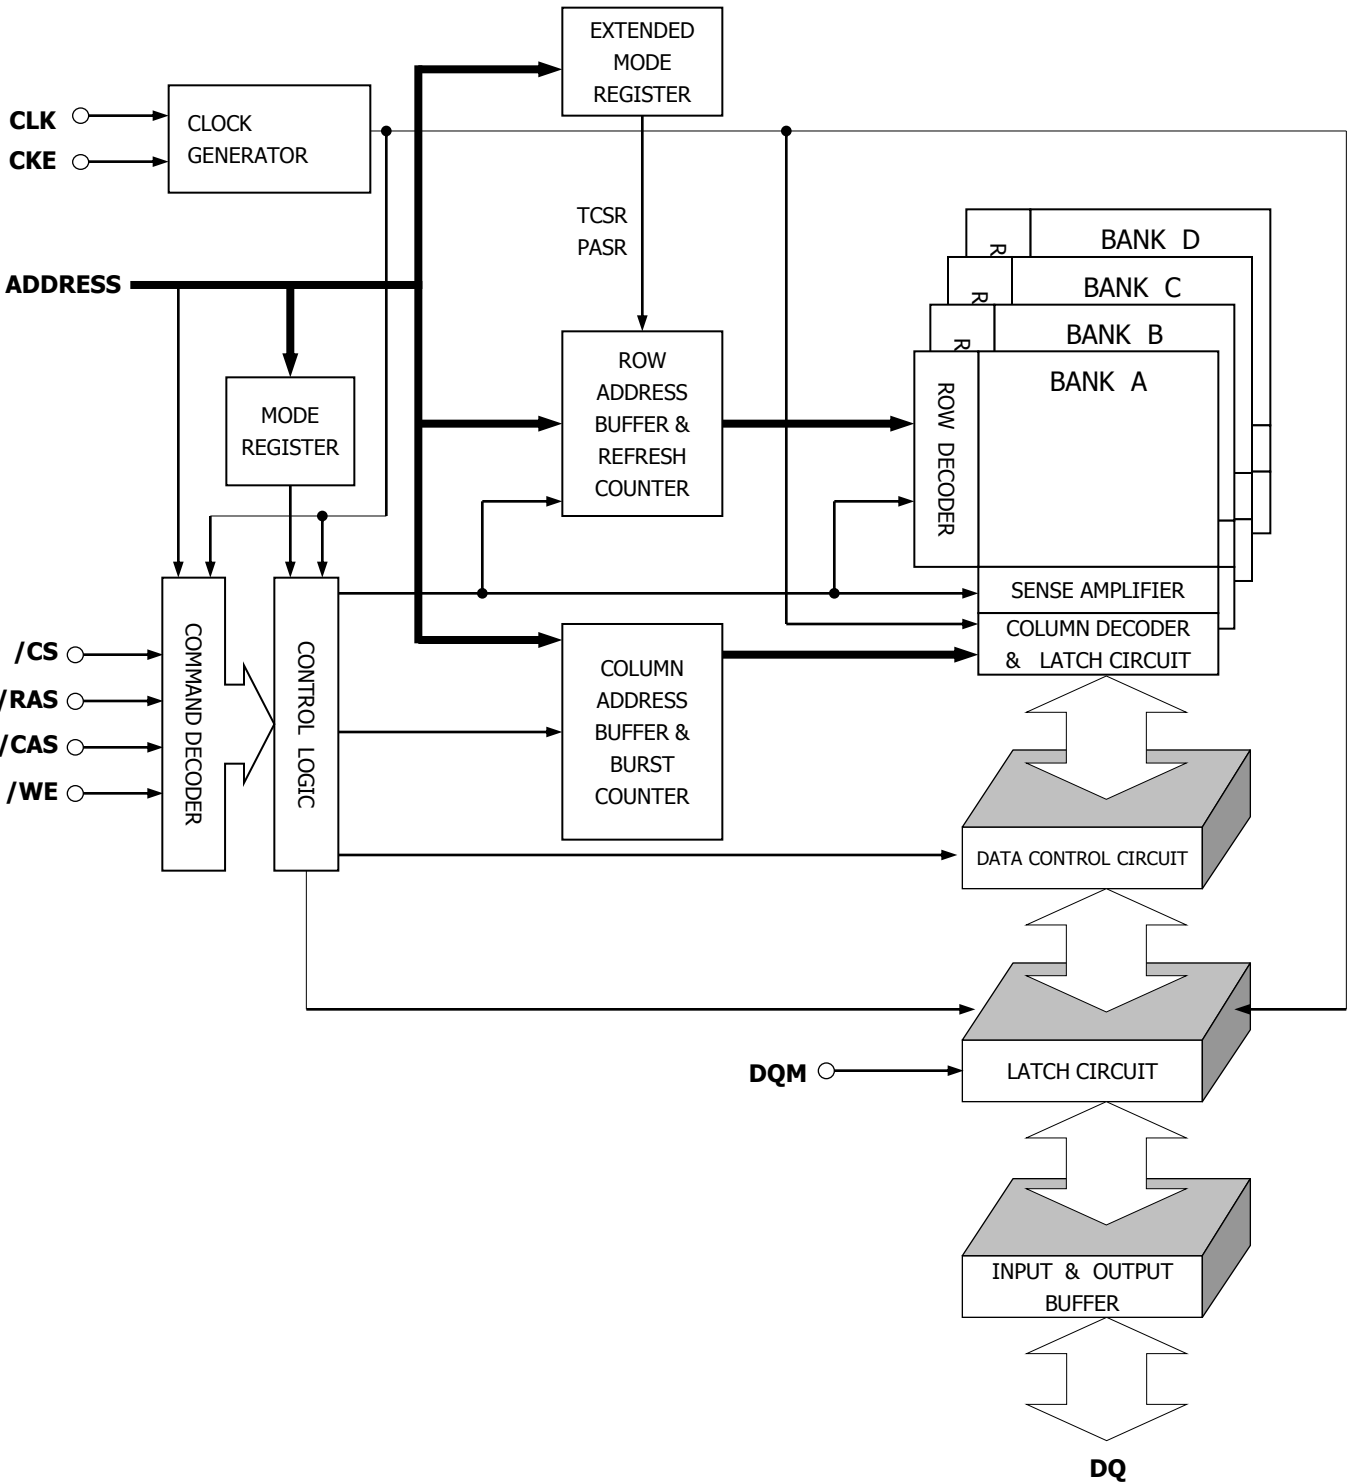 EXTENDED
MODE
REGISTER
CLK
CKE
CLOCK
GENERATOR
TCSR
PASR
ADDRESS
MODE
REGISTER
ROW
ADDRESS
BUFFER &
REFRESH
COUNTER
R
BANK D
R
BANK C
R
BANK B
BANK A
ROW DECODER
SENSE AMPLIFIER
COLUMN DECODER
& LATCH CIRCUIT
/CS
/RAS
/CAS
/WE
COMMAND DECODER
CONTROL LOGIC
COLUMN
ADDRESS
BUFFER &
BURST
COUNTER
DATA CONTROL CIRCUIT
DQM
LATCH CIRCUIT
INPUT & OUTPUT
BUFFER
DQ